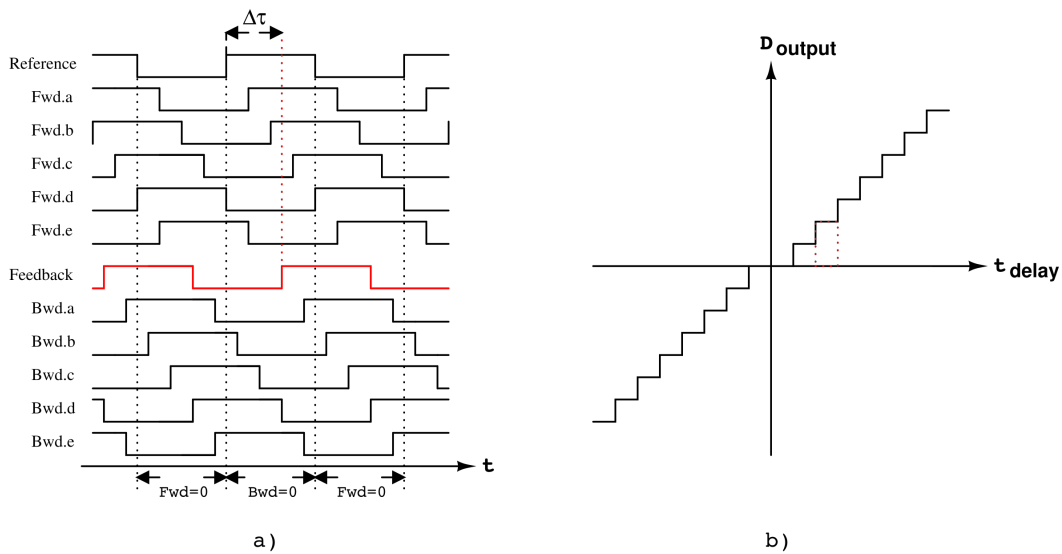 Δτ
Reference
Fwd.a
Fwd.b
Fwd.c
Fwd.d
Fwd.e
Feedback
Bwd.a
Bwd.b
Bwd.c
Bwd.d
Bwd.e
t
Fwd=0 Bwd=0 Fwd=0
a)
D output
t delay
b)